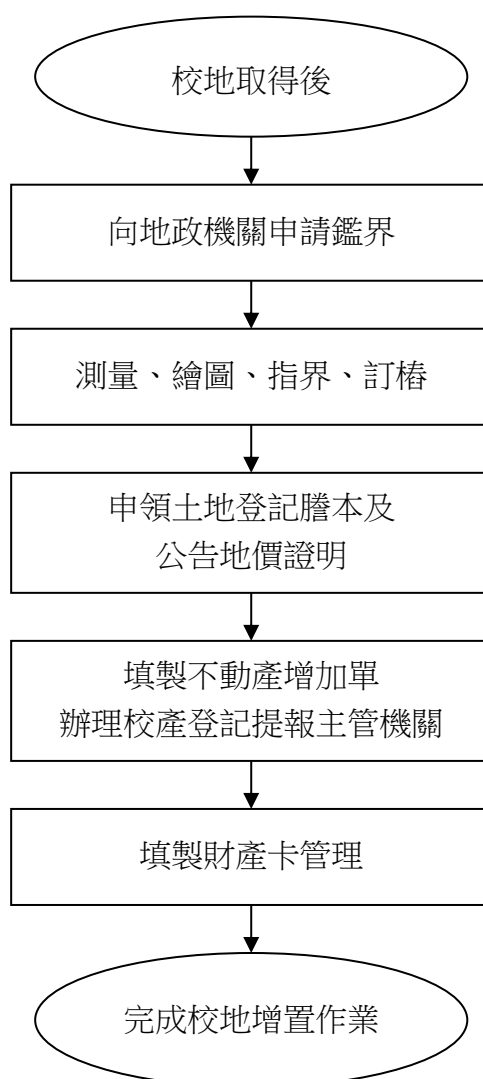 校地取得後
向地政機關申請鑑界
測量、繪圖、指界、訂樁
申領土地登記謄本及
公告地價證明
填製不動產增加單
辦理校產登記提報主管機關
填製財產卡管理
完成校地增置作業